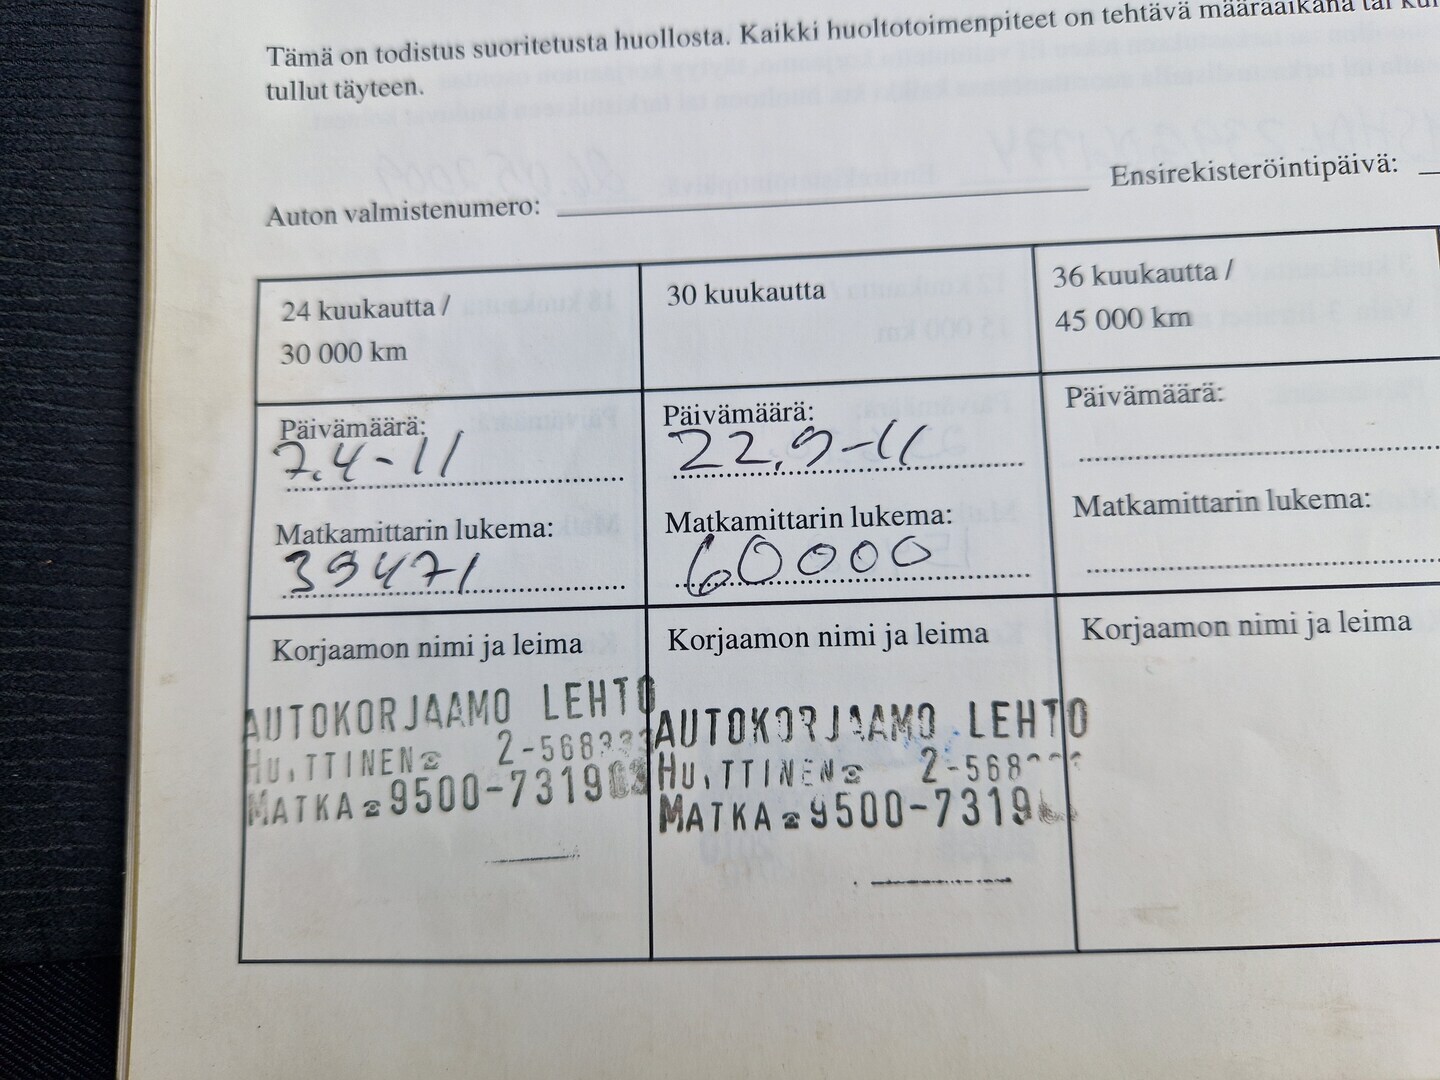 Tämä on todistus suoritetusta huollosta. Kaikki huoltotoimenpiteet on tehtävä määräaikana tai
tullut täyteen.
Auton valmistenumero:
Ensirekisteröintipäivä:
24 kuukautta /
30 000 km
Päivämäärä:
7.4-11
Matkamittarin lukema:
39471
Korjaamon nimi ja leima
AUTOKORJAAMO LEHTO
HUITTINEN ☎ 2-568333
MATKA ☎ 9500-7319
30 kuukautta
Päivämäärä:
22.9-11
Matkamittarin lukema:
60000
Korjaamon nimi ja leima
AUTOKORJAAMO LEHTO
HUITTINEN ☎ 2-568
MATKA ☎ 9500-7319
36 kuukautta /
45 000 km
Päivämäärä:
Matkamittarin lukema:
Korjaamon nimi ja leima